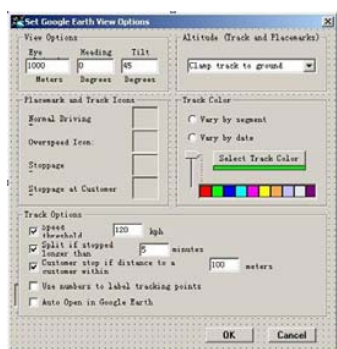 Set Google Earth View Options
View Options
Eye Heading Tilt
1000 0 45
Meters Degrees Degrees
Altitude (Track and Placemarks)
Clamp track to ground
Placemark and Track Icons
Normal Driving
Overspeed Icon:
Stoppage
Stoppage at Customer
Track Color
Vary by segment
Vary by date
Select Track Color
Track Options
speed threshold 120 kph
Split if stopped longer than 5 minutes
Customer stop if distance to a customer within 100 meters
Use numbers to label tracking points
Auto Open in Google Earth
OK Cancel